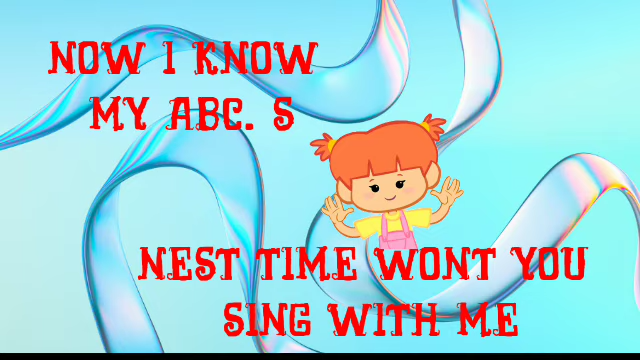 NOW I KNOW
MY ABC. S
NEST TIME WONT YOU
SING WITH ME